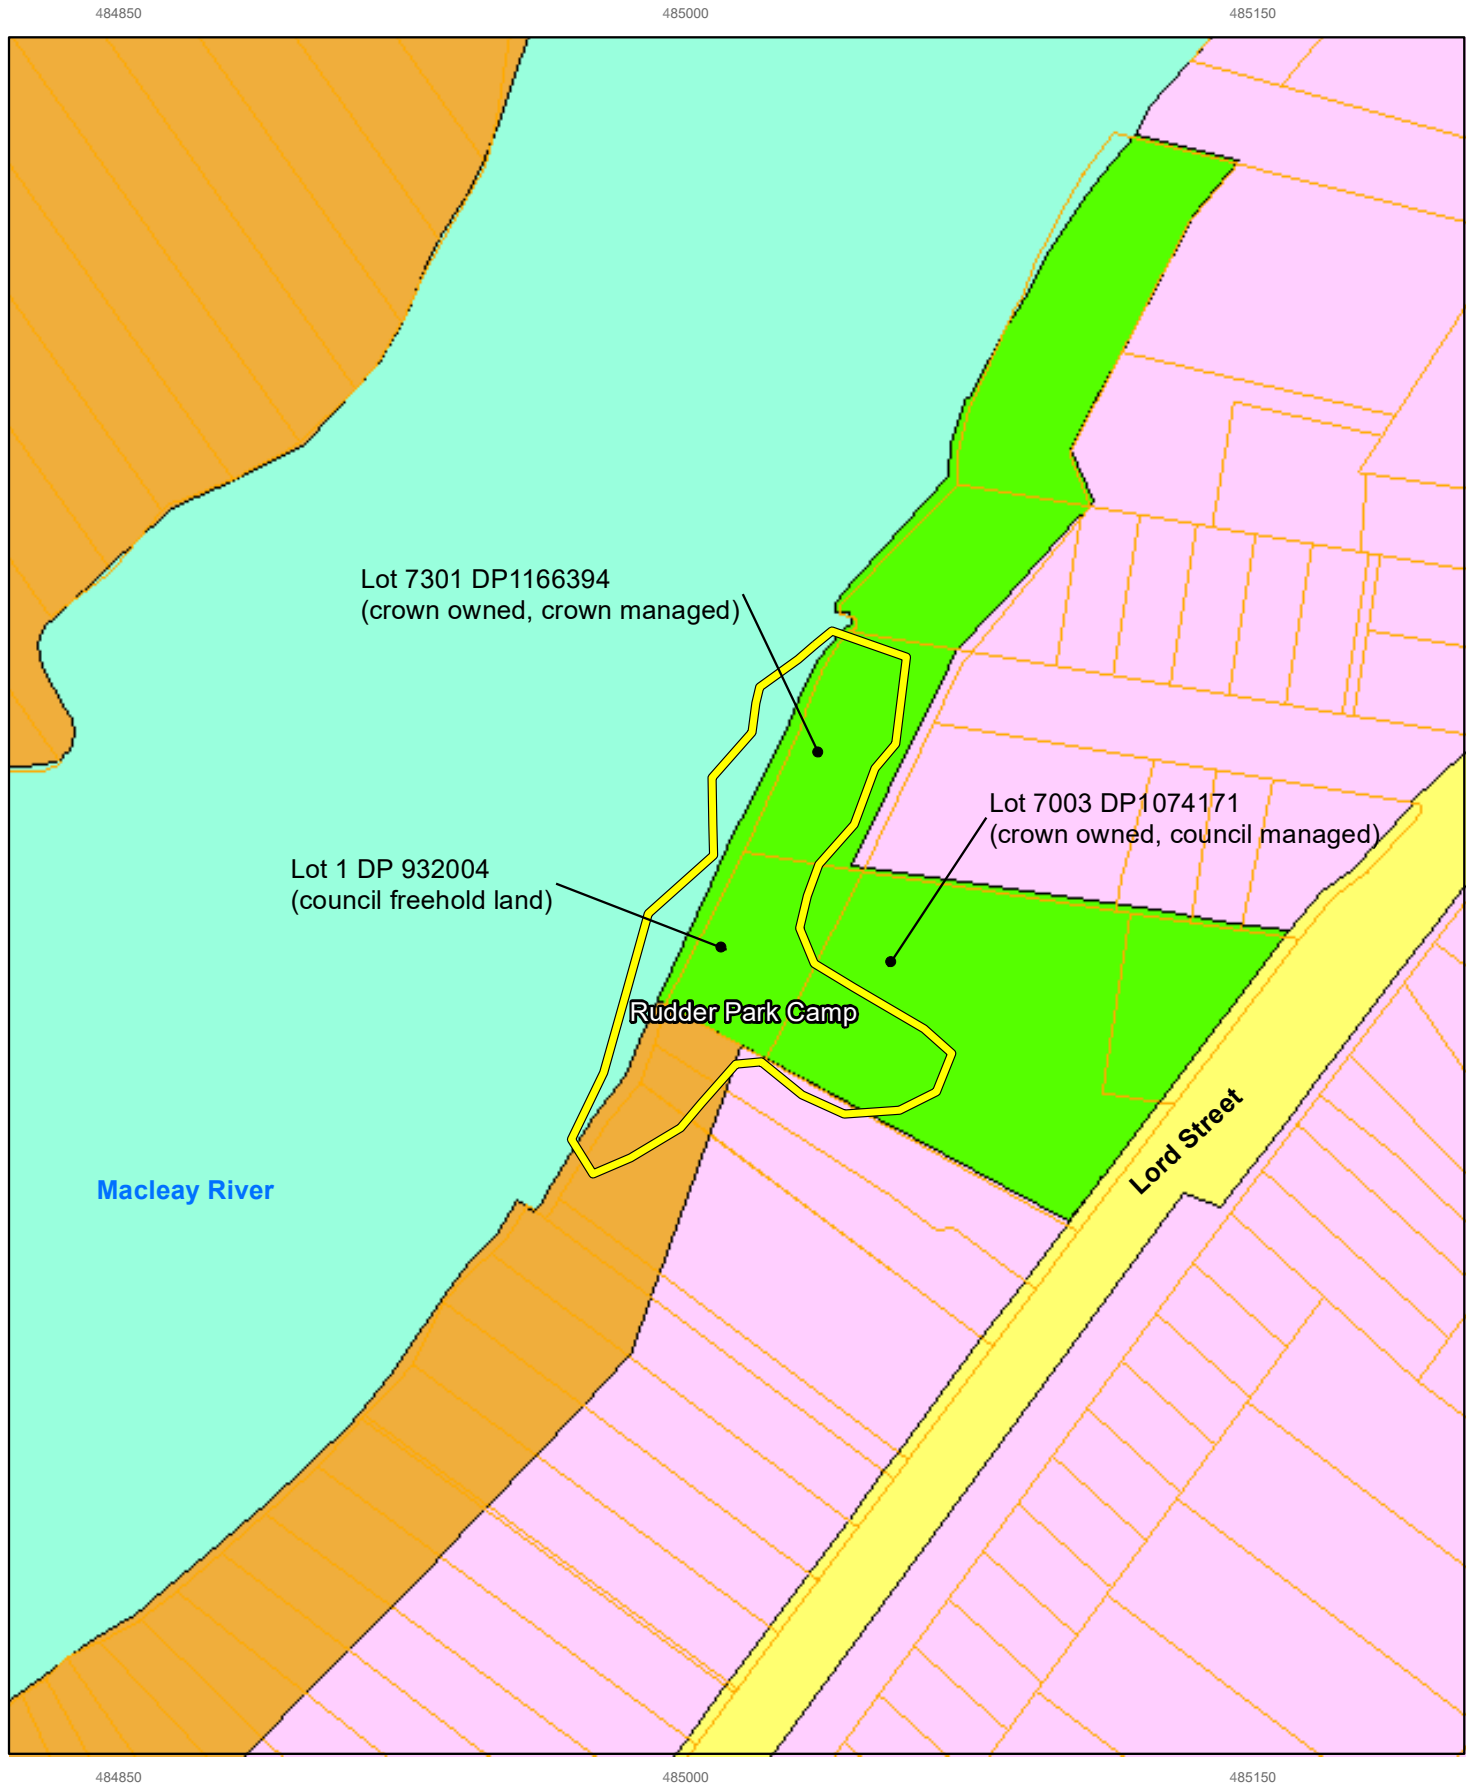 484850 485000 485150
Lot 7301 DP1166394
(crown owned, crown managed)
Lot 7003 DP1074171
(crown owned, council managed)
Lot 1 DP 932004
(council freehold land)
Rudder Park Camp
Lord Street
Macleay River
484850 485000 485150